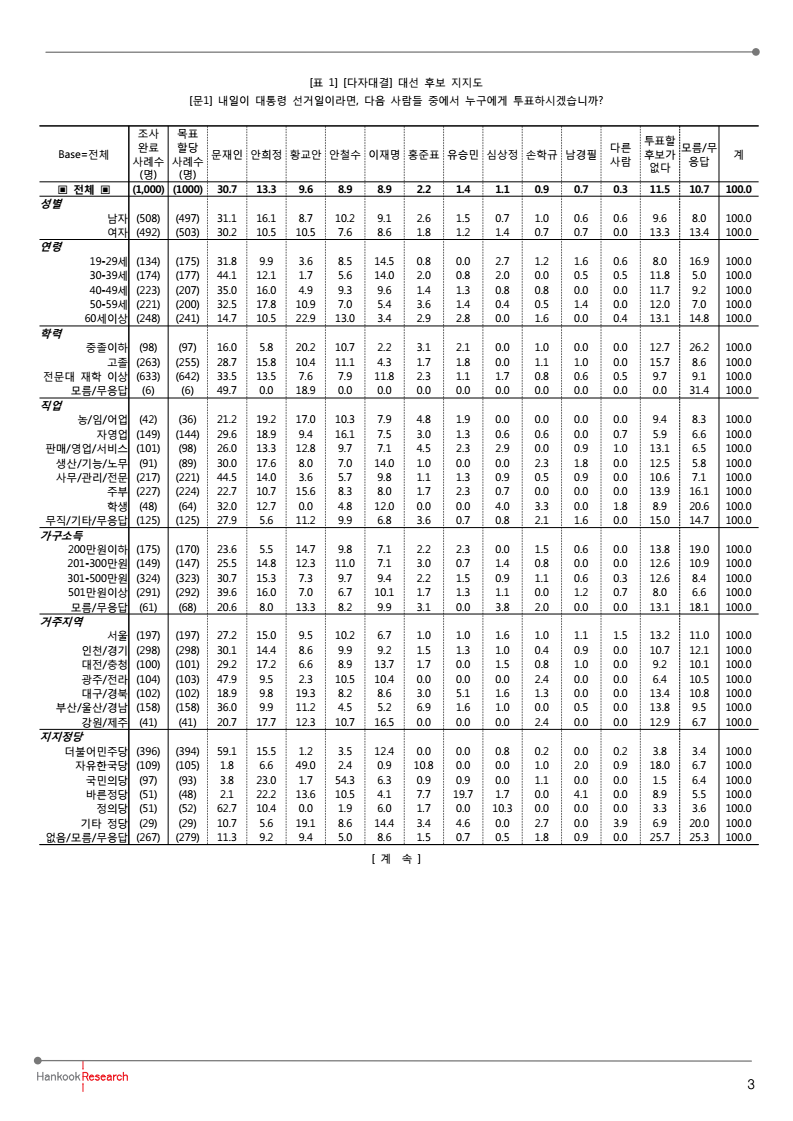 [표 1] [다자대결] 대선 후보 지지도
[문1] 내일이 대통령 선거일이라면, 다음 사람들 중에서 누구에게 투표하시겠습니까?
Base=전체 조사 완료 사례수 (명) 목표 할당 사례수 (명) 문재인 안희정 황교안 안철수 이재명 홍준표 유승민 심상정 손학규 남경필 다른 사람 투표할 후보가 없다 모름/무응답 계
▣ 전체 ▣ (1,000) (1000) 30.7 13.3 9.6 8.9 8.9 2.2 1.4 1.1 0.9 0.7 0.3 11.5 10.7 100.0
성별
남자 (508) (497) 31.1 16.1 8.7 10.2 9.1 2.6 1.5 0.7 1.0 0.6 0.6 9.6 8.0 100.0
여자 (492) (503) 30.2 10.5 10.5 7.6 8.6 1.8 1.2 1.4 0.7 0.7 0.0 13.3 13.4 100.0
연령
19-29세 (134) (175) 31.8 9.9 3.6 8.5 14.5 0.8 0.0 2.7 1.2 1.6 0.6 8.0 16.9 100.0
30-39세 (174) (177) 44.1 12.1 1.7 5.6 14.0 2.0 0.8 2.0 0.0 0.5 0.5 11.8 5.0 100.0
40-49세 (223) (207) 35.0 16.0 4.9 9.3 9.6 1.4 1.3 0.8 0.8 0.0 0.0 11.7 9.2 100.0
50-59세 (221) (200) 32.5 17.8 10.9 7.0 5.4 3.6 1.4 0.4 0.5 1.4 0.0 12.0 7.0 100.0
60세이상 (248) (241) 14.7 10.5 22.9 13.0 3.4 2.9 2.8 0.0 1.6 0.0 0.4 13.1 14.8 100.0
학력
중졸이하 (98) (97) 16.0 5.8 20.2 10.7 2.2 3.1 2.1 0.0 1.0 0.0 0.0 12.7 26.2 100.0
고졸 (263) (255) 28.7 15.8 10.4 11.1 4.3 1.7 1.8 0.0 1.1 1.0 0.0 15.7 8.6 100.0
전문대 재학 이상 (633) (642) 33.5 13.5 7.6 7.9 11.8 2.3 1.1 1.7 0.8 0.6 0.5 9.7 9.1 100.0
모름/무응답 (6) (6) 49.7 0.0 18.9 0.0 0.0 0.0 0.0 0.0 0.0 0.0 0.0 0.0 31.4 100.0
직업
농/임/어업 (42) (36) 21.2 19.2 17.0 10.3 7.9 4.8 1.9 0.0 0.0 0.0 0.0 9.4 8.3 100.0
자영업 (149) (144) 29.6 18.9 9.4 16.1 7.5 3.0 1.3 0.6 0.6 0.0 0.7 5.9 6.6 100.0
판매/영업/서비스 (101) (98) 26.0 13.3 12.8 9.7 7.1 4.5 2.3 2.9 0.0 0.9 1.0 13.1 6.5 100.0
생산/기능/노무 (91) (89) 30.0 17.6 8.0 7.0 14.0 1.0 0.0 0.0 2.3 1.8 0.0 12.5 5.8 100.0
사무/관리/전문 (217) (221) 44.5 14.0 3.6 5.7 9.8 1.1 1.3 0.9 0.5 0.9 0.0 10.6 7.1 100.0
주부 (227) (224) 22.7 10.7 15.6 8.3 8.0 1.7 2.3 0.7 0.0 0.0 0.0 13.9 16.1 100.0
학생 (48) (64) 32.0 12.7 0.0 4.8 12.0 0.0 0.0 4.0 3.3 0.0 1.8 8.9 20.6 100.0
무직/기타/무응답 (125) (125) 27.9 5.6 11.2 9.9 6.8 3.6 0.7 0.8 2.1 1.6 0.0 15.0 14.7 100.0
가구소득
200만원이하 (175) (170) 23.6 5.5 14.7 9.8 7.1 2.2 2.3 0.0 1.5 0.6 0.0 13.8 19.0 100.0
201-300만원 (149) (147) 25.5 14.8 12.3 11.0 7.1 3.0 0.7 1.4 0.8 0.0 0.0 12.6 10.9 100.0
301-500만원 (324) (323) 30.7 15.3 7.3 9.7 9.4 2.2 1.5 0.9 1.1 0.6 0.3 12.6 8.4 100.0
501만원이상 (291) (292) 39.6 16.0 7.0 6.7 10.1 1.7 1.3 1.1 0.0 1.2 0.7 8.0 6.6 100.0
모름/무응답 (61) (68) 20.6 8.0 13.3 8.2 9.9 3.1 0.0 3.8 2.0 0.0 0.0 13.1 18.1 100.0
거주지역
서울 (197) (197) 27.2 15.0 9.5 10.2 6.7 1.0 1.0 1.6 1.0 1.1 1.5 13.2 11.0 100.0
인천/경기 (298) (298) 30.1 14.4 8.6 9.9 9.2 1.5 1.3 1.0 0.4 0.9 0.0 10.7 12.1 100.0
대전/충청 (100) (101) 29.2 17.2 6.6 8.9 13.7 1.7 0.0 1.5 0.8 1.0 0.0 9.2 10.1 100.0
광주/전라 (104) (103) 47.9 9.5 2.3 10.5 10.4 0.0 0.0 0.0 2.4 0.0 0.0 6.4 10.5 100.0
대구/경북 (102) (102) 18.9 9.8 19.3 8.2 8.6 3.0 5.1 1.6 1.3 0.0 0.0 13.4 10.8 100.0
부산/울산/경남 (158) (158) 36.0 9.9 11.2 4.5 5.2 6.9 1.6 1.0 0.0 0.5 0.0 13.8 9.5 100.0
강원/제주 (41) (41) 20.7 17.7 12.3 10.7 16.5 0.0 0.0 0.0 2.4 0.0 0.0 12.9 6.7 100.0
지지정당
더불어민주당 (396) (394) 59.1 15.5 1.2 3.5 12.4 0.0 0.0 0.8 0.2 0.0 0.2 3.8 3.4 100.0
자유한국당 (109) (105) 1.8 6.6 49.0 2.4 0.9 10.8 0.0 0.0 1.0 2.0 0.9 18.0 6.7 100.0
국민의당 (97) (93) 3.8 23.0 1.7 54.3 6.3 0.9 0.9 0.0 1.1 0.0 0.0 1.5 6.4 100.0
바른정당 (51) (48) 2.1 22.2 13.6 10.5 4.1 7.7 19.7 1.7 0.0 4.1 0.0 8.9 5.5 100.0
정의당 (51) (52) 62.7 10.4 0.0 1.9 6.0 1.7 0.0 10.3 0.0 0.0 0.0 3.3 3.6 100.0
기타 정당 (29) (29) 10.7 5.6 19.1 8.6 14.4 3.4 4.6 0.0 2.7 0.0 3.9 6.9 20.0 100.0
없음/모름/무응답 (267) (279) 11.3 9.2 9.4 5.0 8.6 1.5 0.7 0.5 1.8 0.9 0.0 25.7 25.3 100.0
[ 계 속 ]
Hankook Research
3